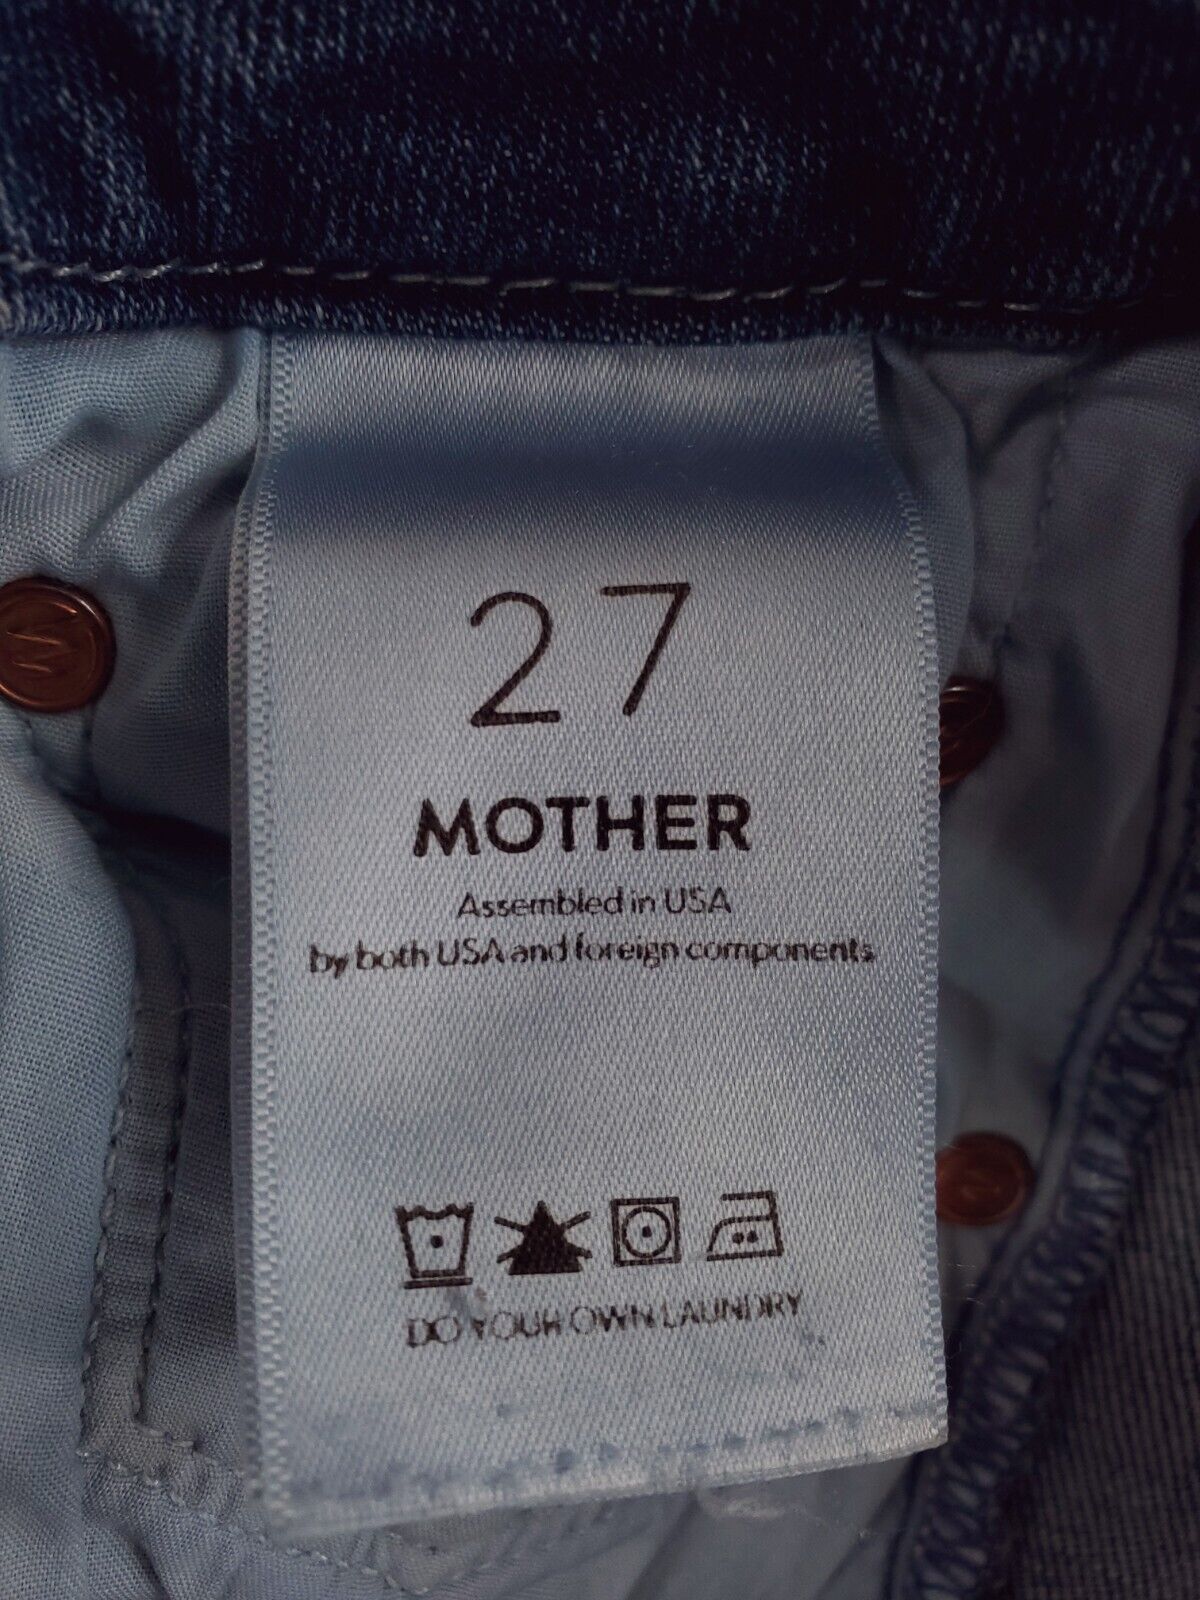 27
MOTHER
Assembled in USA
by both USA and foreign components
DO YOUR OWN LAUNDRY